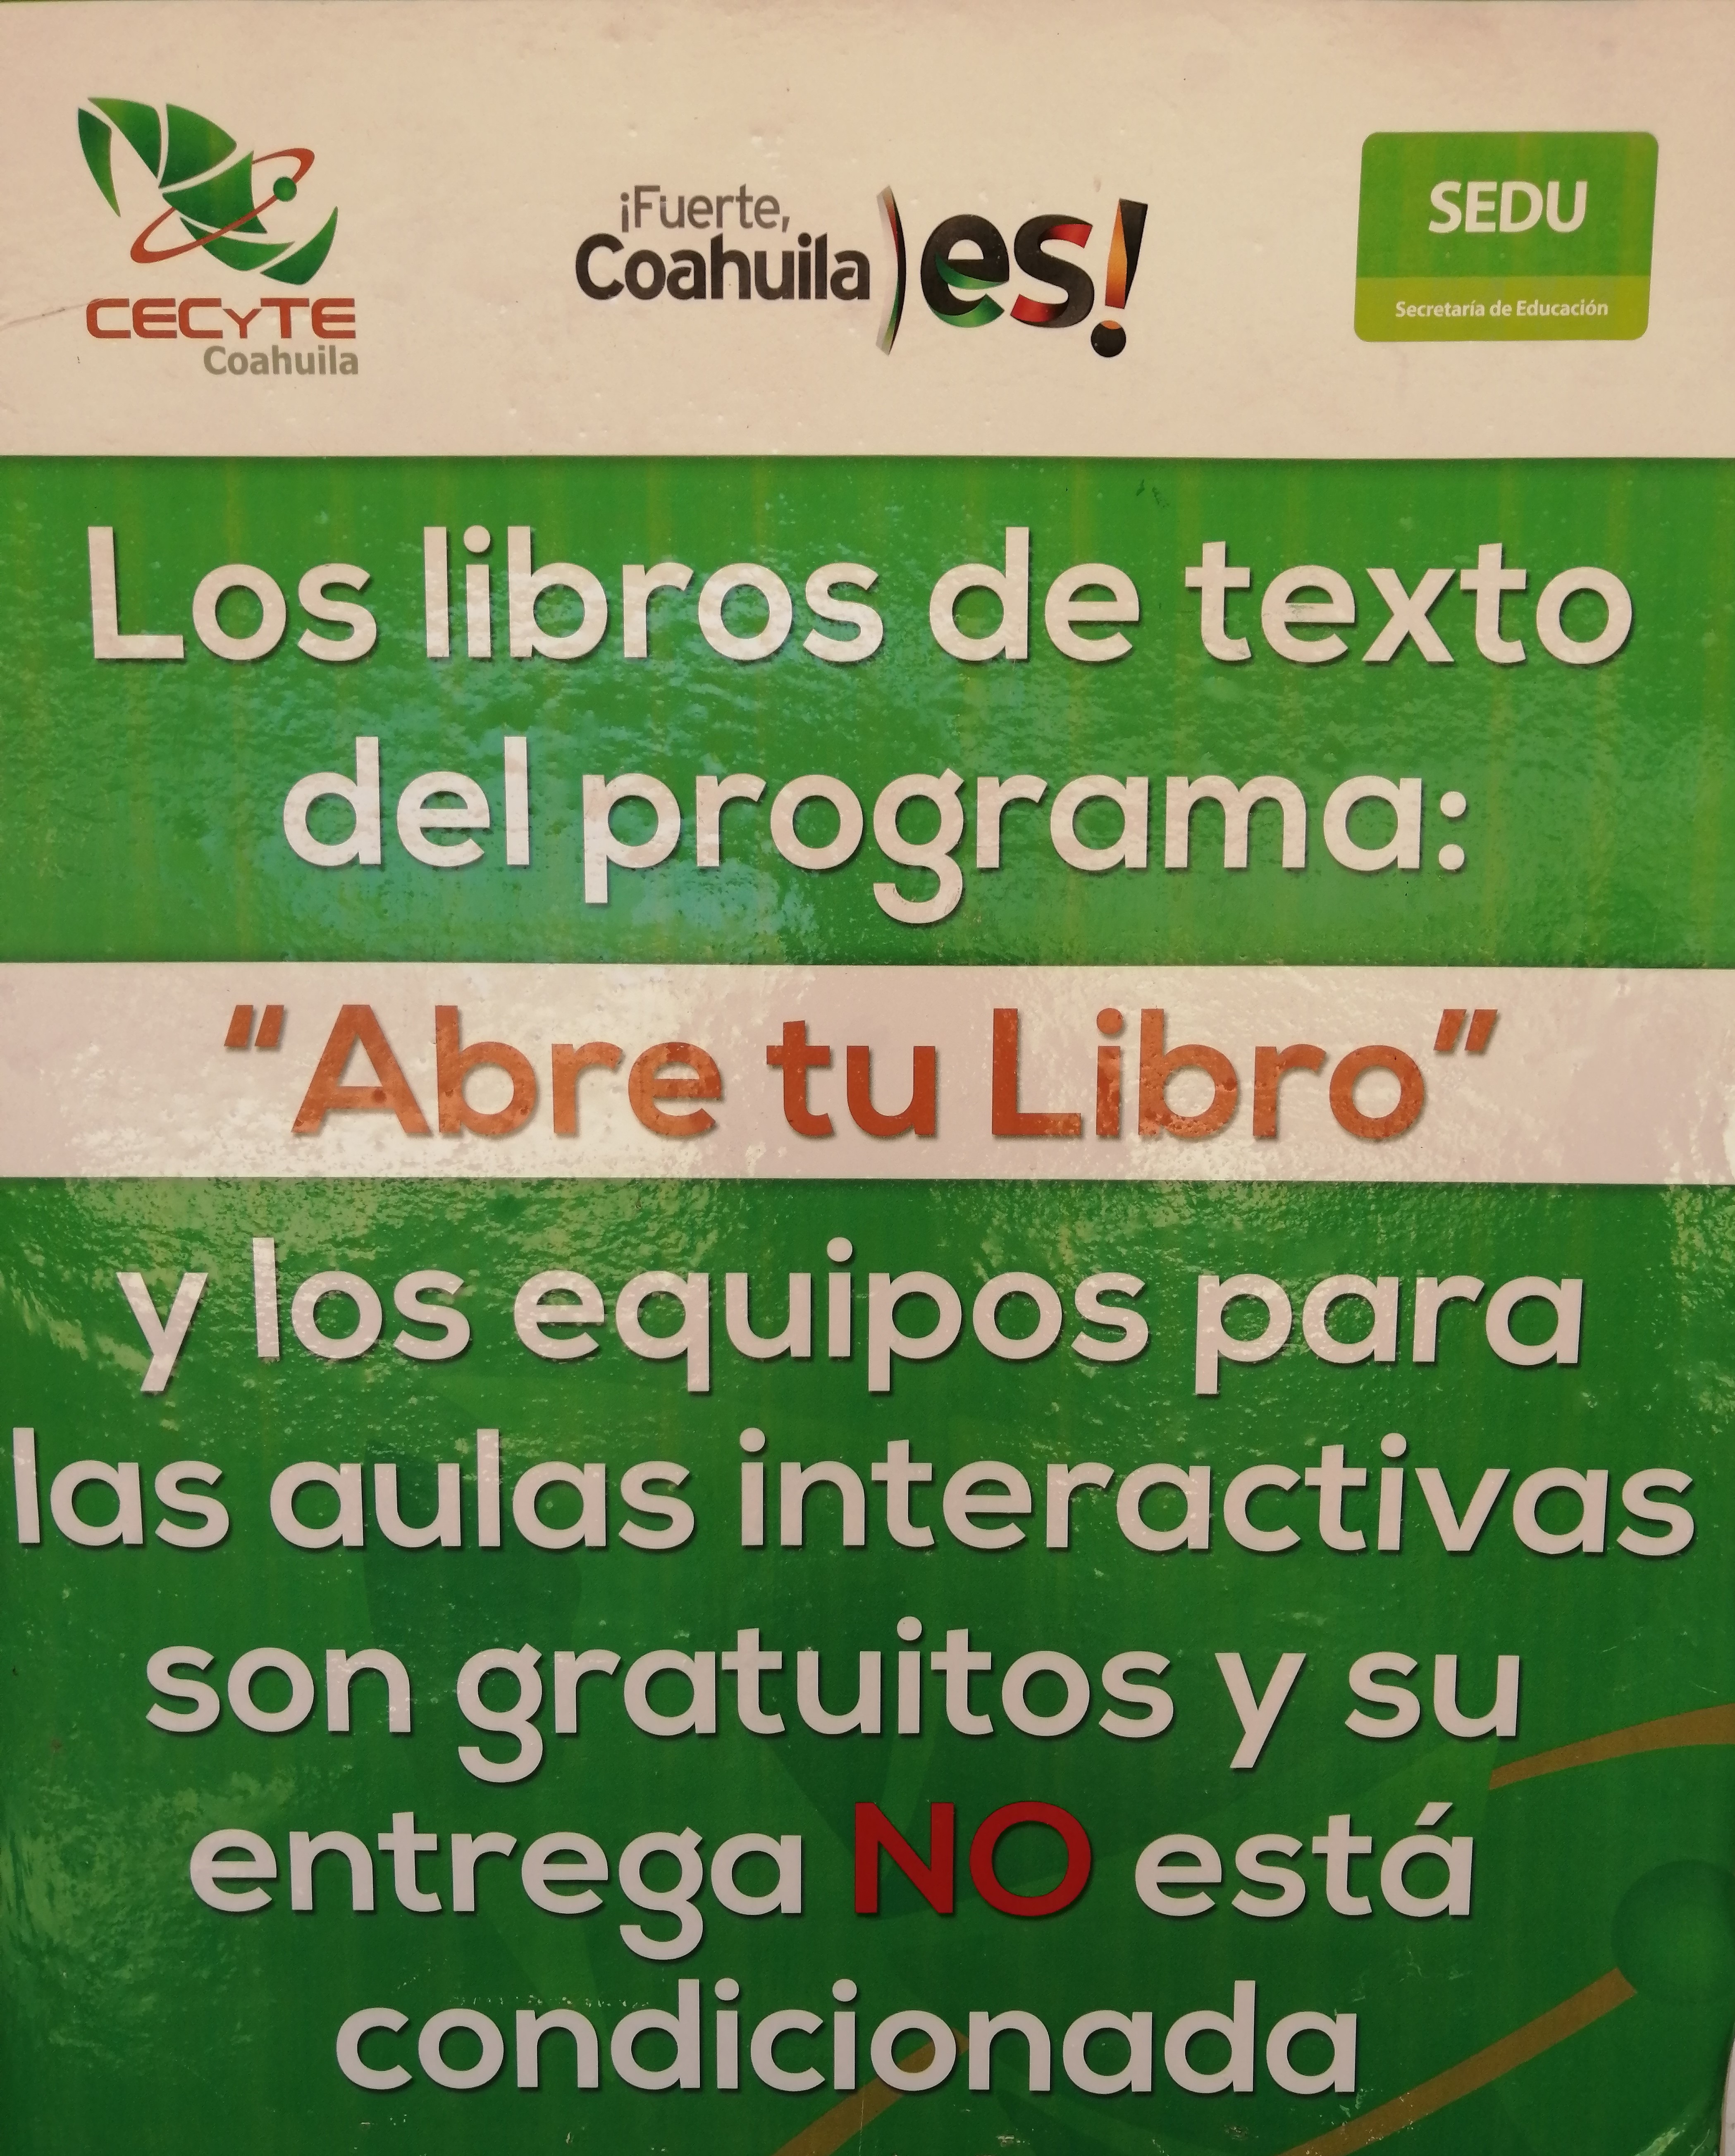 CECyTE
Coahuila
¡Fuerte,
Coahuila es!
SEDU
Secretaría de Educación
Los libros de texto
del programa:
"Abre tu Libro"
y los equipos para
las aulas interactivas
son gratuitos y su
entrega NO está
condicionada